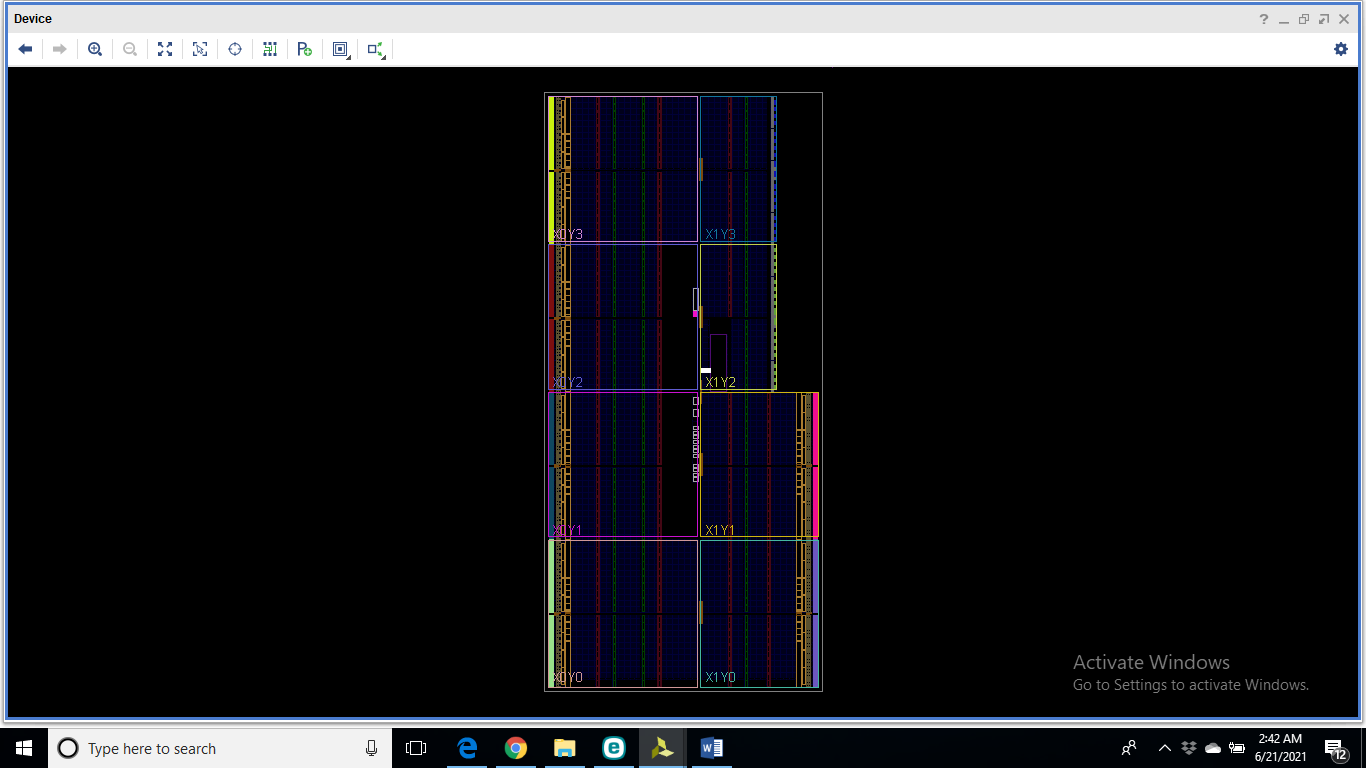 Device
X0Y3
X1Y3
X0Y2
X1Y2
X0Y1
X1Y1
X0Y0
X1Y0
Activate Windows
Go to Settings to activate Windows.
Type here to search
2:42 AM
6/21/2021
12